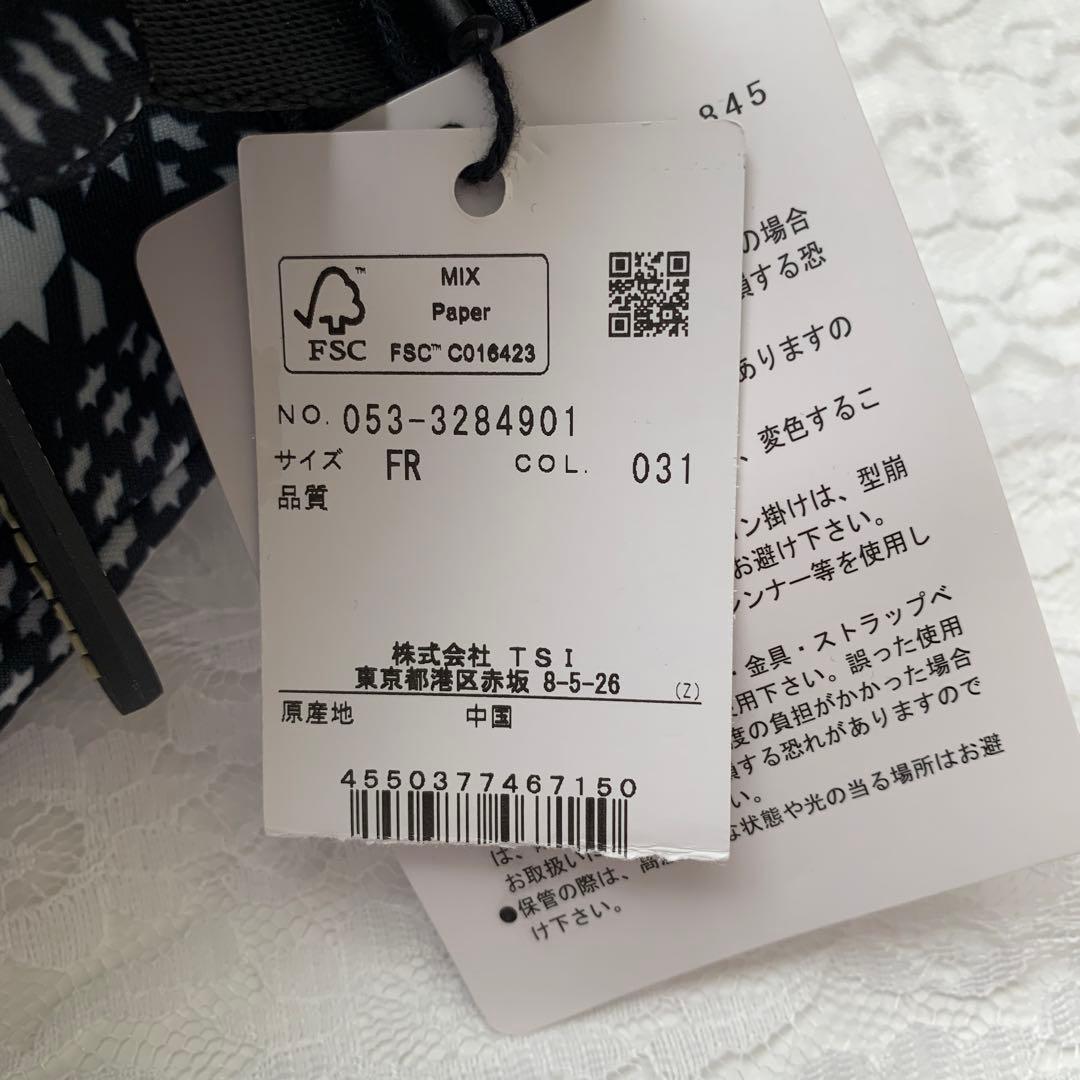 FSC™
MIX
Paper
FSC™ C016423
NO. 053-3284901
サイズ FR COL. 031
品質
株式会社 TSI
東京都港区赤坂 8-5-26 (Z)
原産地 中国
4550377467150
845
の場合
損する恐
ありますの
、変色するこ
ン掛けは、型崩
お避け下さい。
シンナー等を使用し
金具・ストラップベ
使用下さい。誤った使用
度の負担がかかった場合
損する恐れがありますので
い。
な状態や光の当る場所はお避
は、
お取扱いに
●保管の際は、高
け下さい。